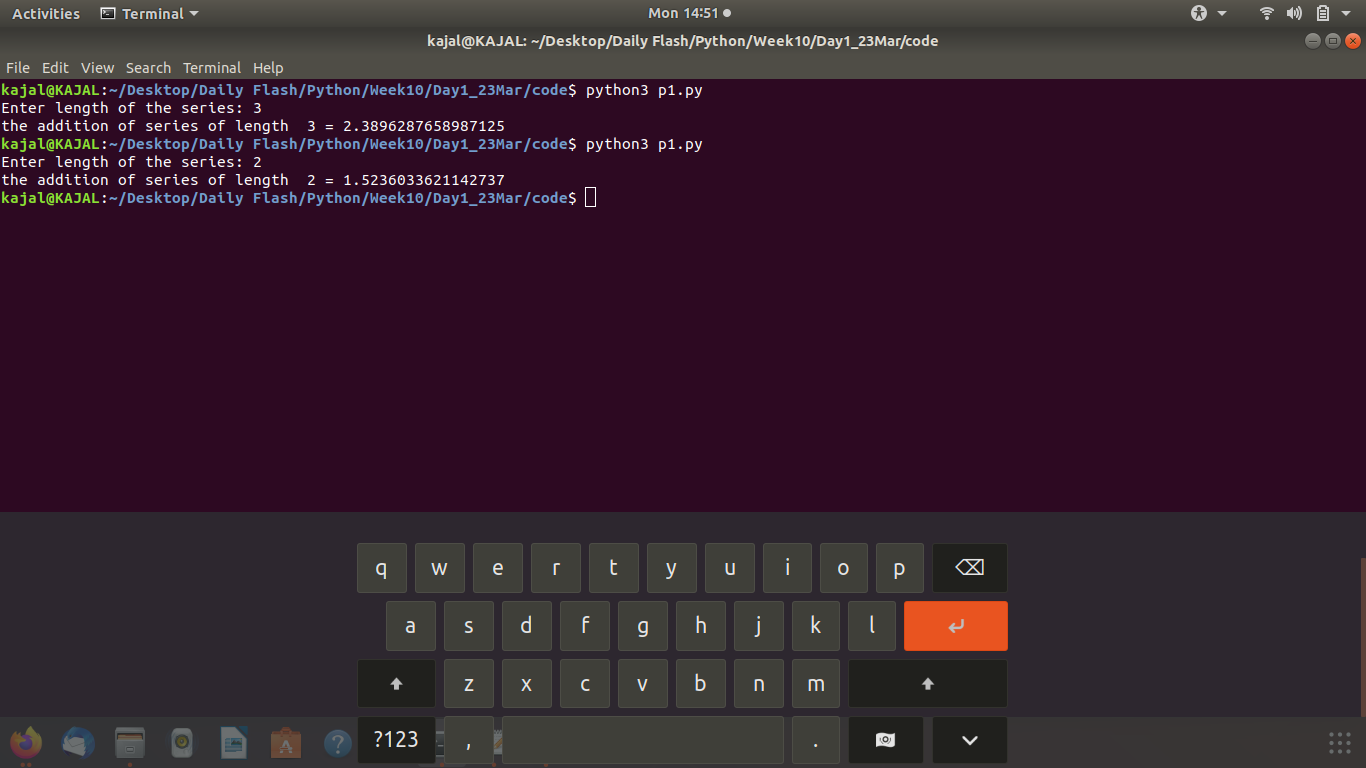 Activities Terminal Mon 14:51
kajal@KAJAL: ~/Desktop/Daily Flash/Python/Week10/Day1_23Mar/code
File Edit View Search Terminal Help
kajal@KAJAL:~/Desktop/Daily Flash/Python/Week10/Day1_23Mar/code$ python3 p1.py
Enter length of the series: 3
the addition of series of length  3 = 2.3896287658987125
kajal@KAJAL:~/Desktop/Daily Flash/Python/Week10/Day1_23Mar/code$ python3 p1.py
Enter length of the series: 2
the addition of series of length  2 = 1.5236033621142737
kajal@KAJAL:~/Desktop/Daily Flash/Python/Week10/Day1_23Mar/code$
q w e r t y u i o p
a s d f g h j k l
z x c v b n m
?123 , .